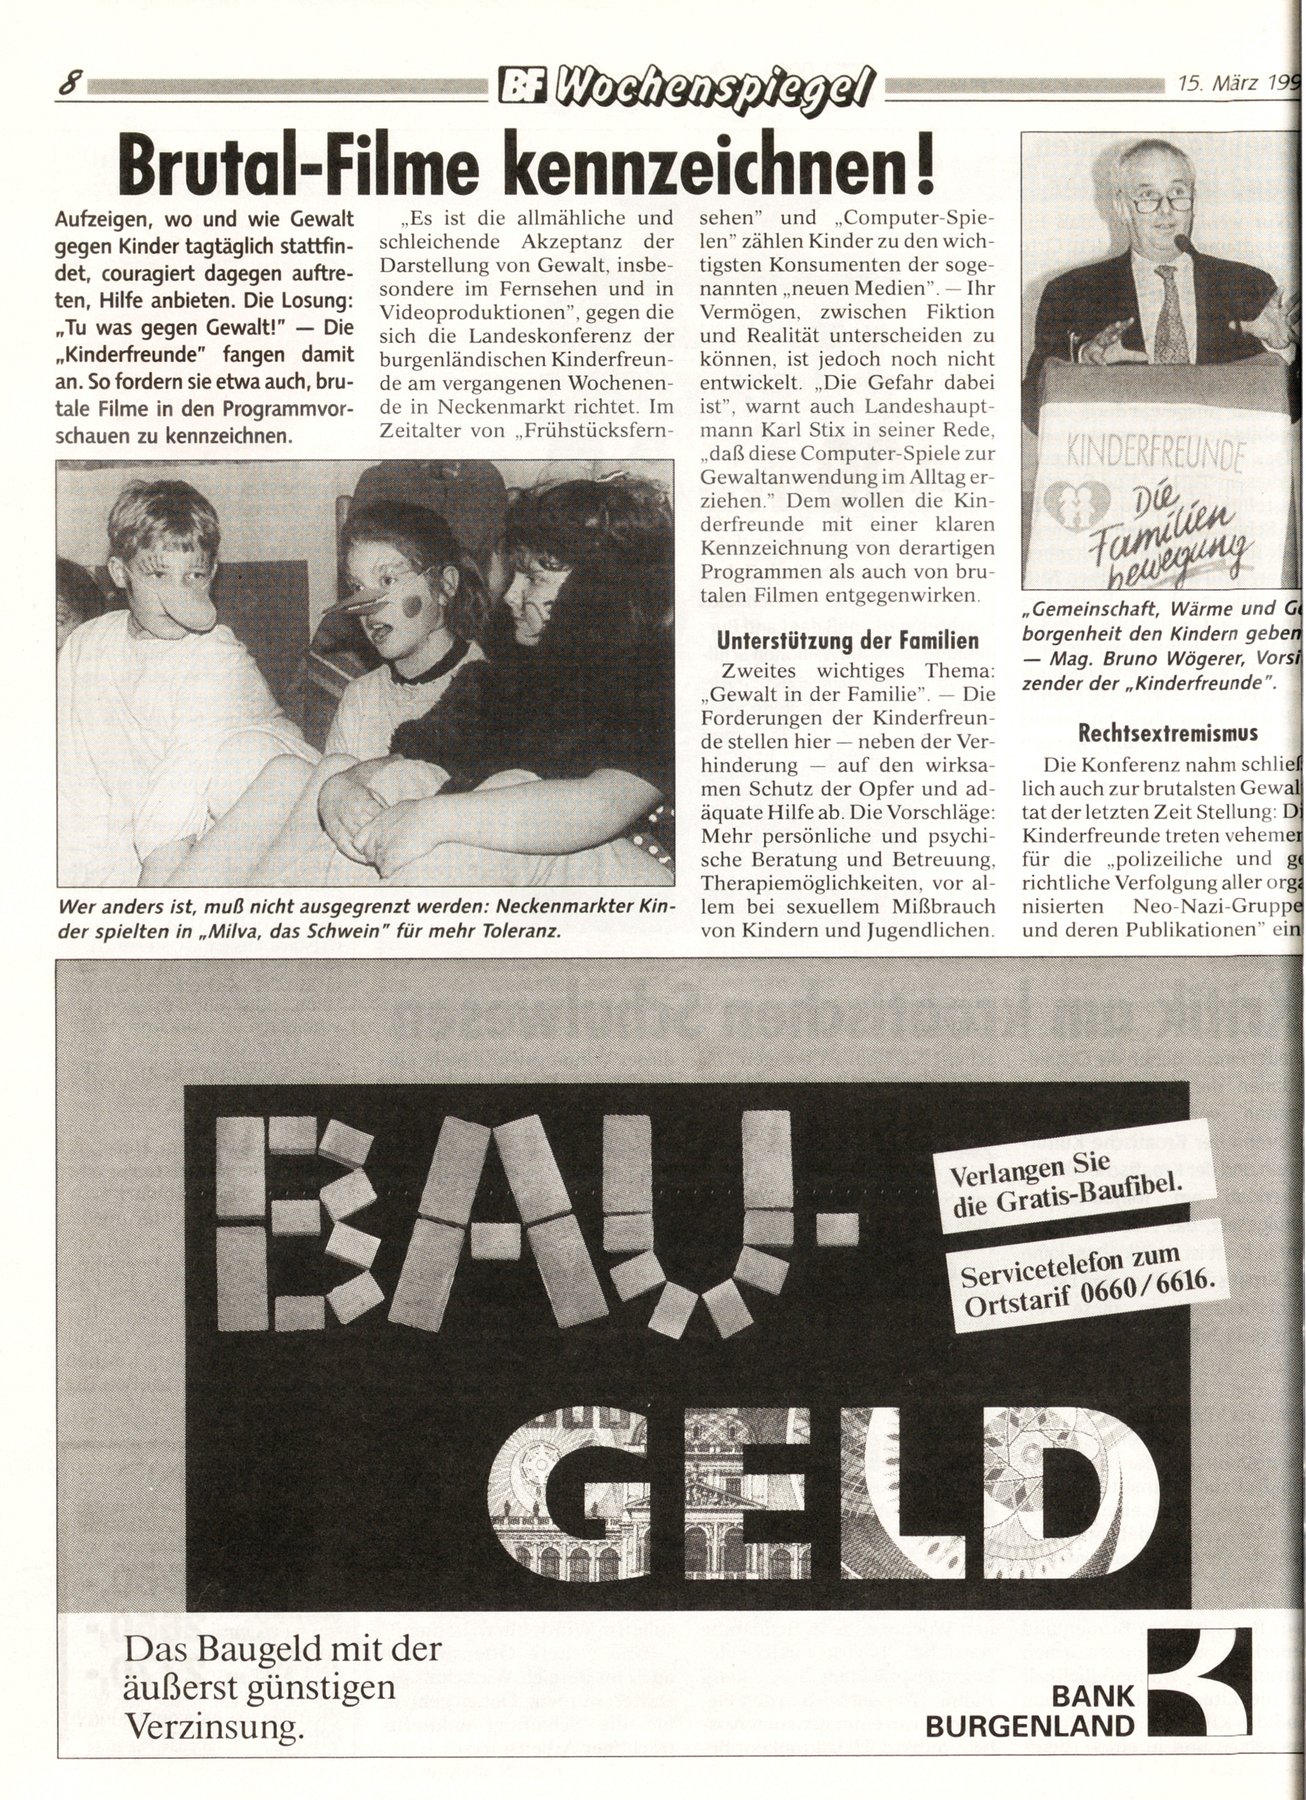 8
BF Wochenspiegel
15. März 199
Brutal-Filme kennzeichnen!
Aufzeigen, wo und wie Gewalt
gegen Kinder tagtäglich stattfin-
det, couragiert dagegen auftre-
ten, Hilfe anbieten. Die Losung:
„Tu was gegen Gewalt!” — Die
„Kinderfreunde” fangen damit
an. So fordern sie etwa auch, bru-
tale Filme in den Programmvor-
schauen zu kennzeichnen.
„Es ist die allmähliche und
schleichende Akzeptanz der
Darstellung von Gewalt, insbe-
sondere im Fernsehen und in
Videoproduktionen”, gegen die
sich die Landeskonferenz der
burgenländischen Kinderfreun-
de am vergangenen Wochenen-
de in Neckenmarkt richtet. Im
Zeitalter von „Frühstücksfern-
sehen” und „Computer-Spie-
len” zählen Kinder zu den wich-
tigsten Konsumenten der soge-
nannten „neuen Medien”. — Ihr
Vermögen, zwischen Fiktion
und Realität unterscheiden zu
können, ist jedoch noch nicht
entwickelt. „Die Gefahr dabei
ist”, warnt auch Landeshaupt-
mann Karl Stix in seiner Rede,
„daß diese Computer-Spiele zur
Gewaltanwendung im Alltag er-
ziehen.” Dem wollen die Kin-
derfreunde mit einer klaren
Kennzeichnung von derartigen
Programmen als auch von bru-
talen Filmen entgegenwirken.
Unterstützung der Familien
Zweites wichtiges Thema:
„Gewalt in der Familie”. — Die
Forderungen der Kinderfreun-
de stellen hier — neben der Ver-
hinderung — auf den wirksa-
men Schutz der Opfer und ad-
äquate Hilfe ab. Die Vorschläge:
Mehr persönliche und psychi-
sche Beratung und Betreuung,
Therapiemöglichkeiten, vor al-
lem bei sexuellem Mißbrauch
von Kindern und Jugendlichen.
Wer anders ist, muß nicht ausgegrenzt werden: Neckenmarkter Kin-
der spielten in „Milva, das Schwein” für mehr Toleranz.
KINDERFREUNDE
Die
Familien
bewegung
„Gemeinschaft, Wärme und Ge
borgenheit den Kindern geben
— Mag. Bruno Wögerer, Vorsi
zender der „Kinderfreunde”.
Rechtsextremismus
Die Konferenz nahm schließ
lich auch zur brutalsten Gewal
tat der letzten Zeit Stellung: Di
Kinderfreunde treten vehemen
für die „polizeiliche und ge
richtliche Verfolgung aller orga
nisierten Neo-Nazi-Gruppe
und deren Publikationen” ein
BAU-
GELD
Verlangen Sie
die Gratis-Baufibel.
Servicetelefon zum
Ortstarif 0660/6616.
Das Baugeld mit der
äußerst günstigen
Verzinsung.
BANK
BURGENLAND